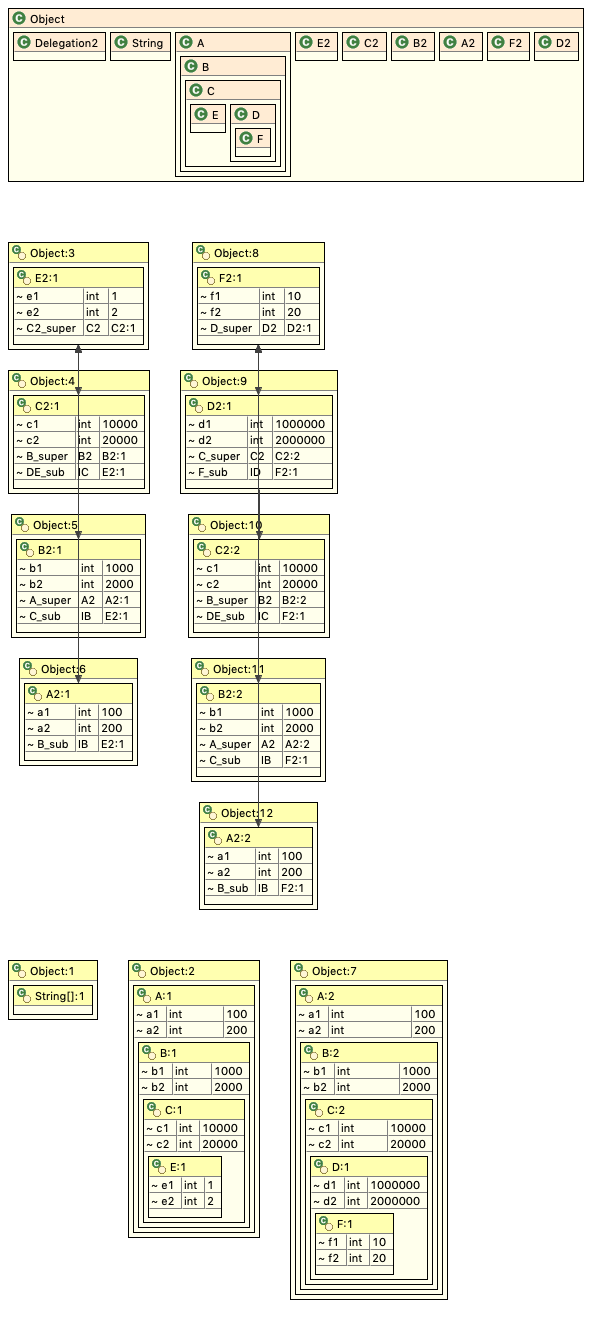 Object
Delegation2 String A E2 C2 B2 A2 F2 D2
B
C
E D
F
Object:3
E2:1
~ e1 int 1
~ e2 int 2
~ C2_super C2 C2:1
Object:8
F2:1
~ f1 int 10
~ f2 int 20
~ D_super D2 D2:1
Object:4
C2:1
~ c1 int 10000
~ c2 int 20000
~ B_super B2 B2:1
~ DE_sub IC E2:1
Object:9
D2:1
~ d1 int 1000000
~ d2 int 2000000
~ C_super C2 C2:2
~ F_sub ID F2:1
Object:5
B2:1
~ b1 int 1000
~ b2 int 2000
~ A_super A2 A2:1
~ C_sub IB E2:1
Object:10
C2:2
~ c1 int 10000
~ c2 int 20000
~ B_super B2 B2:2
~ DE_sub IC F2:1
Object:6
A2:1
~ a1 int 100
~ a2 int 200
~ B_sub IB E2:1
Object:11
B2:2
~ b1 int 1000
~ b2 int 2000
~ A_super A2 A2:2
~ C_sub IB F2:1
Object:12
A2:2
~ a1 int 100
~ a2 int 200
~ B_sub IB F2:1
Object:1
String[]:1
Object:2
A:1
~ a1 int 100
~ a2 int 200
B:1
~ b1 int 1000
~ b2 int 2000
C:1
~ c1 int 10000
~ c2 int 20000
E:1
~ e1 int 1
~ e2 int 2
Object:7
A:2
~ a1 int 100
~ a2 int 200
B:2
~ b1 int 1000
~ b2 int 2000
C:2
~ c1 int 10000
~ c2 int 20000
D:1
~ d1 int 1000000
~ d2 int 2000000
F:1
~ f1 int 10
~ f2 int 20